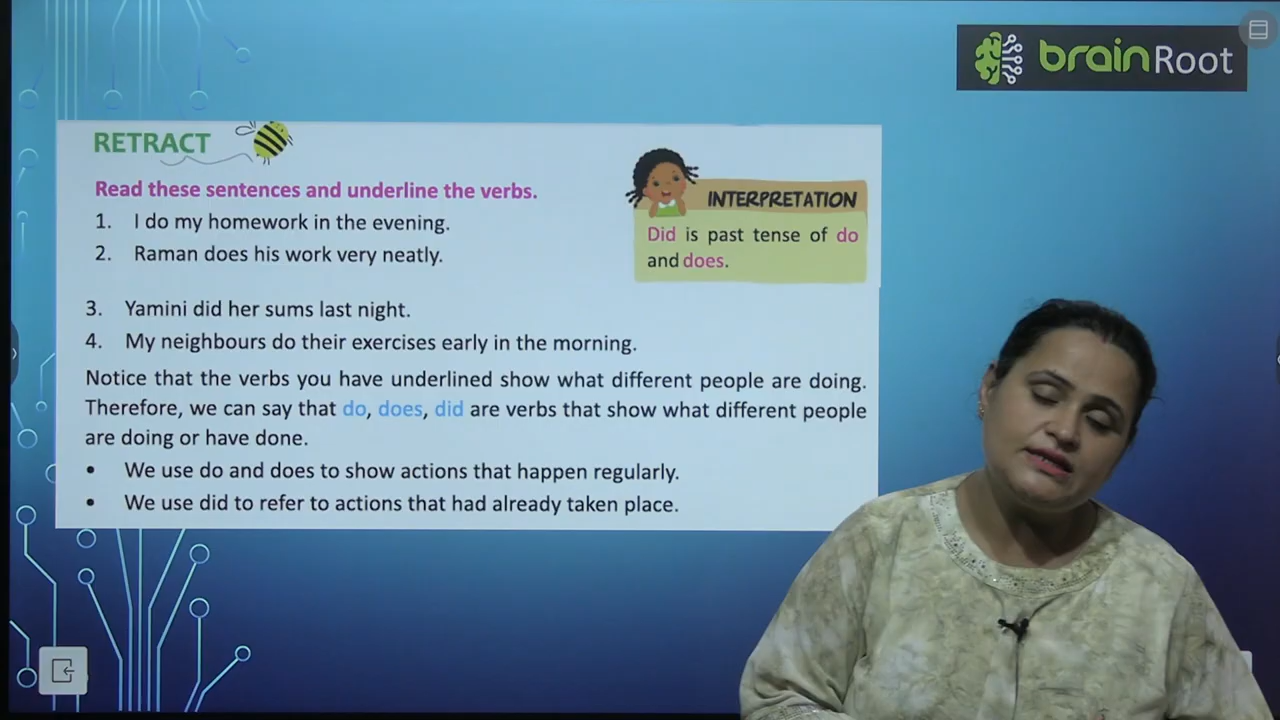 brainRoot
RETRACT
Read these sentences and underline the verbs.
1. I do my homework in the evening.
2. Raman does his work very neatly.
INTERPRETATION
Did is past tense of do
and does.
3. Yamini did her sums last night.
4. My neighbours do their exercises early in the morning.
Notice that the verbs you have underlined show what different people are doing.
Therefore, we can say that do, does, did are verbs that show what different people
are doing or have done.
• We use do and does to show actions that happen regularly.
• We use did to refer to actions that had already taken place.